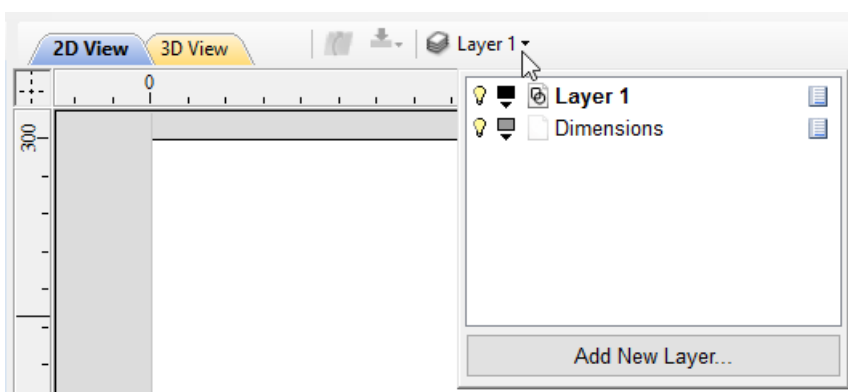 2D View 3D View Layer 1
0
300
Layer 1
Dimensions
Add New Layer...